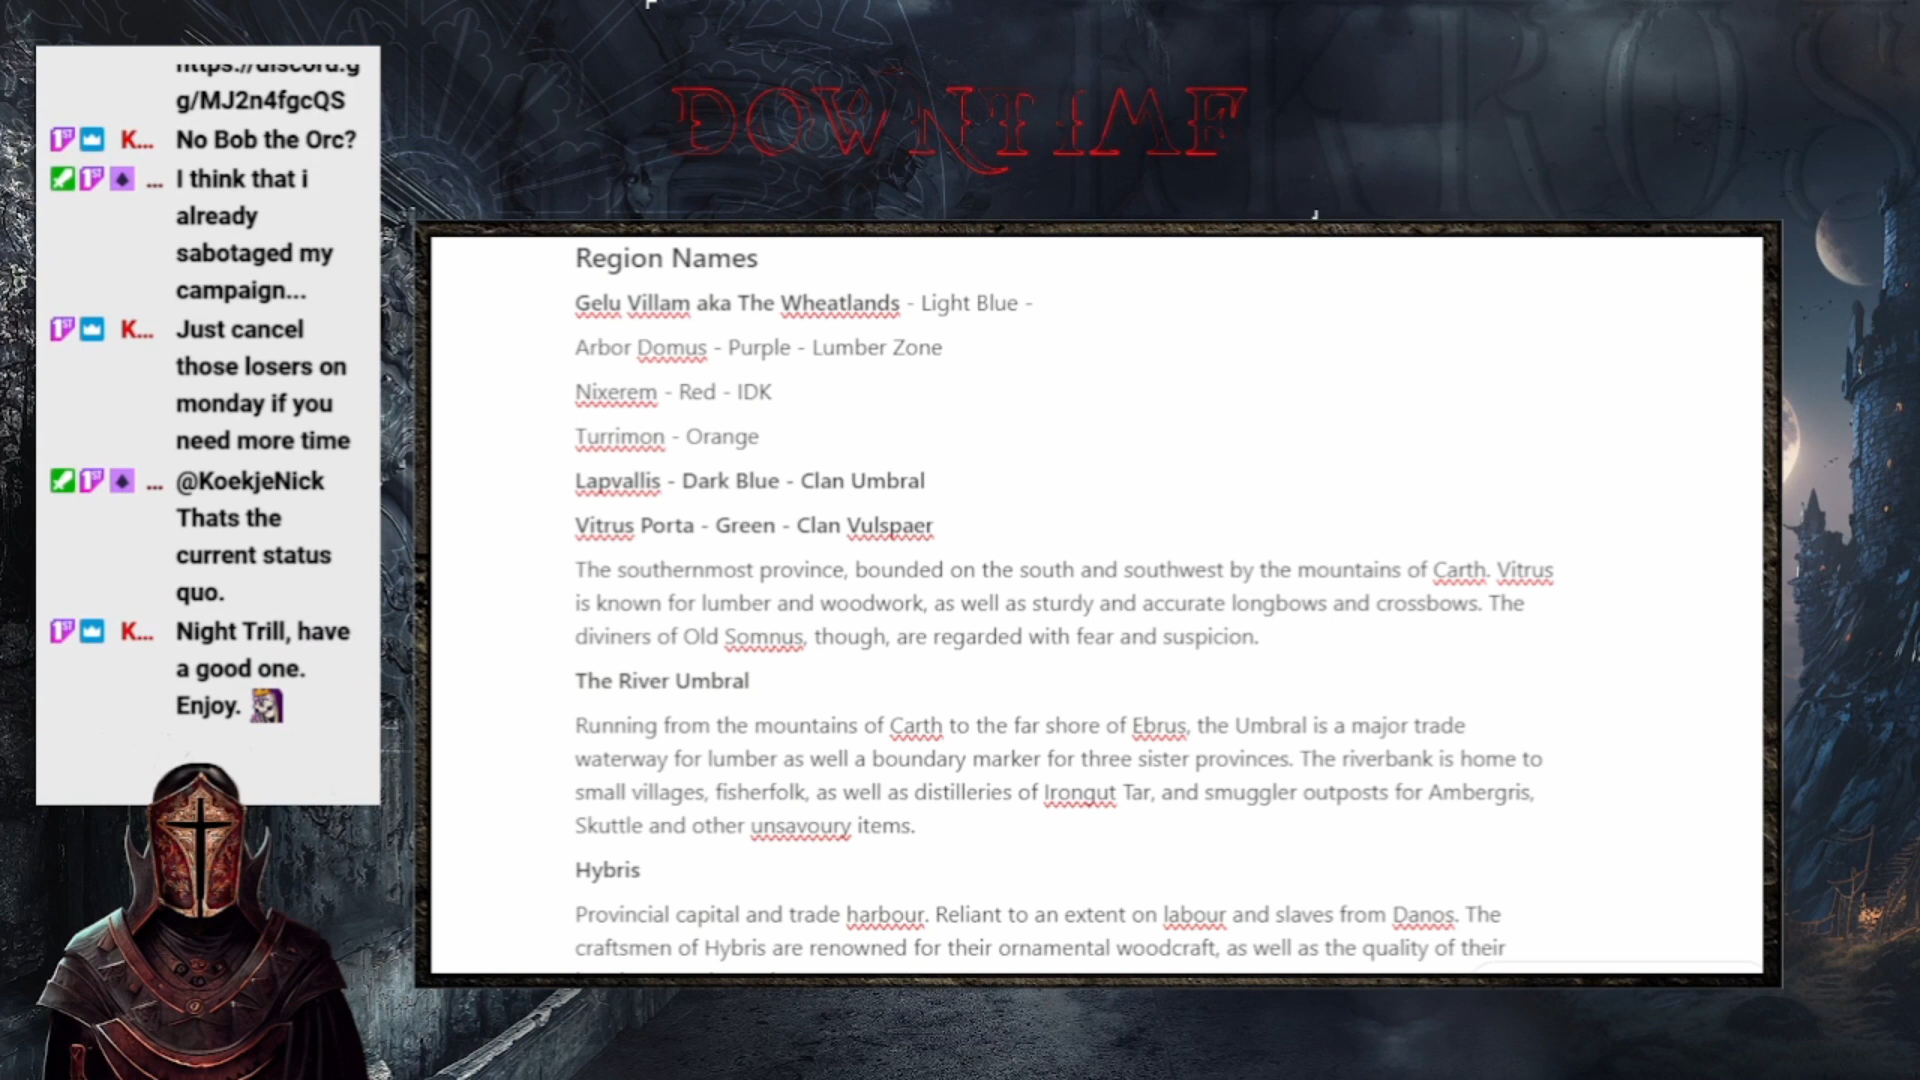 https://discord.g
g/MJ2n4fgcQS
K... No Bob the Orc?
... I think that i
already
sabotaged my
campaign...
K... Just cancel
those losers on
monday if you
need more time
... @KoekjeNick
Thats the
current status
quo.
K... Night Trill, have
a good one.
Enjoy.
DOWNTIME
Region Names
Gelu Villam aka The Wheatlands - Light Blue -
Arbor Domus - Purple - Lumber Zone
Nixerem - Red - IDK
Turrimon - Orange
Lapvallis - Dark Blue - Clan Umbral
Vitrus Porta - Green - Clan Vulspaer
The southernmost province, bounded on the south and southwest by the mountains of Carth. Vitrus
is known for lumber and woodwork, as well as sturdy and accurate longbows and crossbows. The
diviners of Old Somnus, though, are regarded with fear and suspicion.
The River Umbral
Running from the mountains of Carth to the far shore of Ebrus, the Umbral is a major trade
waterway for lumber as well a boundary marker for three sister provinces. The riverbank is home to
small villages, fisherfolk, as well as distilleries of Irongut Tar, and smuggler outposts for Ambergris,
Skuttle and other unsavoury items.
Hybris
Provincial capital and trade harbour. Reliant to an extent on labour and slaves from Danos. The
craftsmen of Hybris are renowned for their ornamental woodcraft, as well as the quality of their